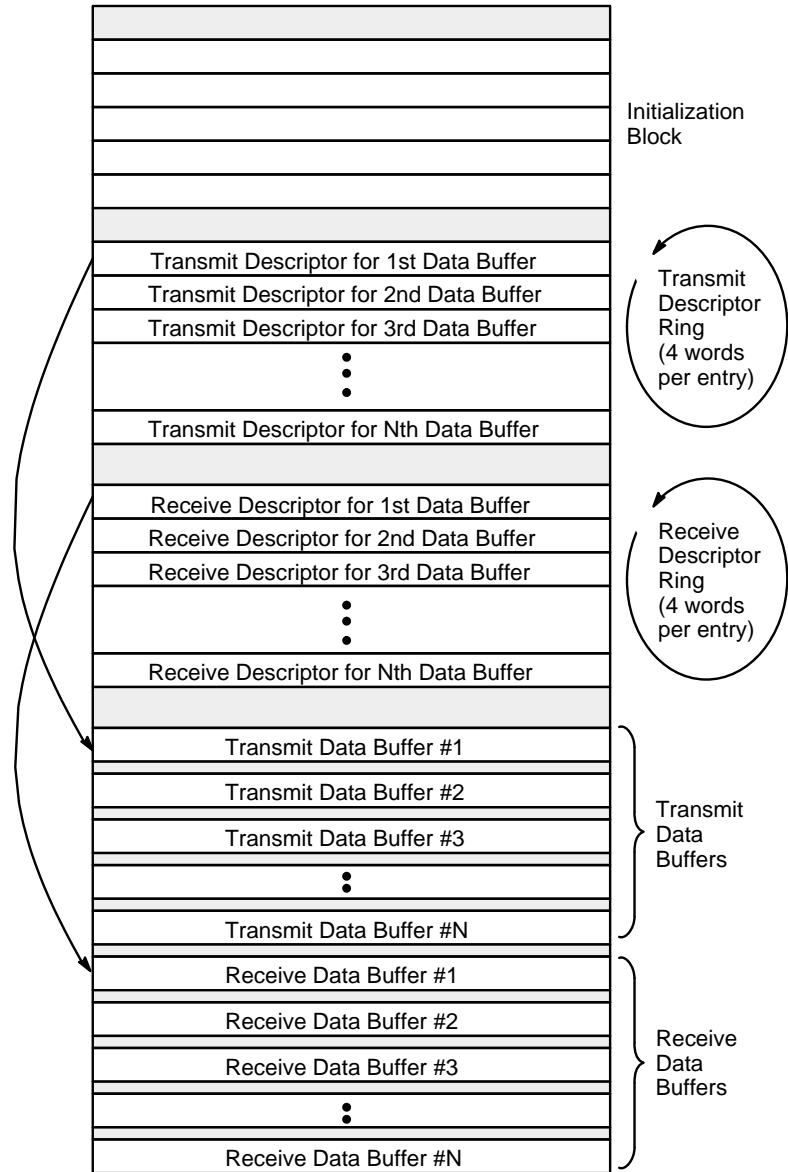 Initialization
Block
Transmit Descriptor for 1st Data Buffer
Transmit Descriptor for 2nd Data Buffer
Transmit Descriptor for 3rd Data Buffer
Transmit Descriptor for Nth Data Buffer
Transmit
Descriptor
Ring
(4 words
per entry)
Receive Descriptor for 1st Data Buffer
Receive Descriptor for 2nd Data Buffer
Receive Descriptor for 3rd Data Buffer
Receive Descriptor for Nth Data Buffer
Receive
Descriptor
Ring
(4 words
per entry)
Transmit Data Buffer #1
Transmit Data Buffer #2
Transmit Data Buffer #3
Transmit Data Buffer #N
Transmit
Data
Buffers
Receive Data Buffer #1
Receive Data Buffer #2
Receive Data Buffer #3
Receive Data Buffer #N
Receive
Data
Buffers